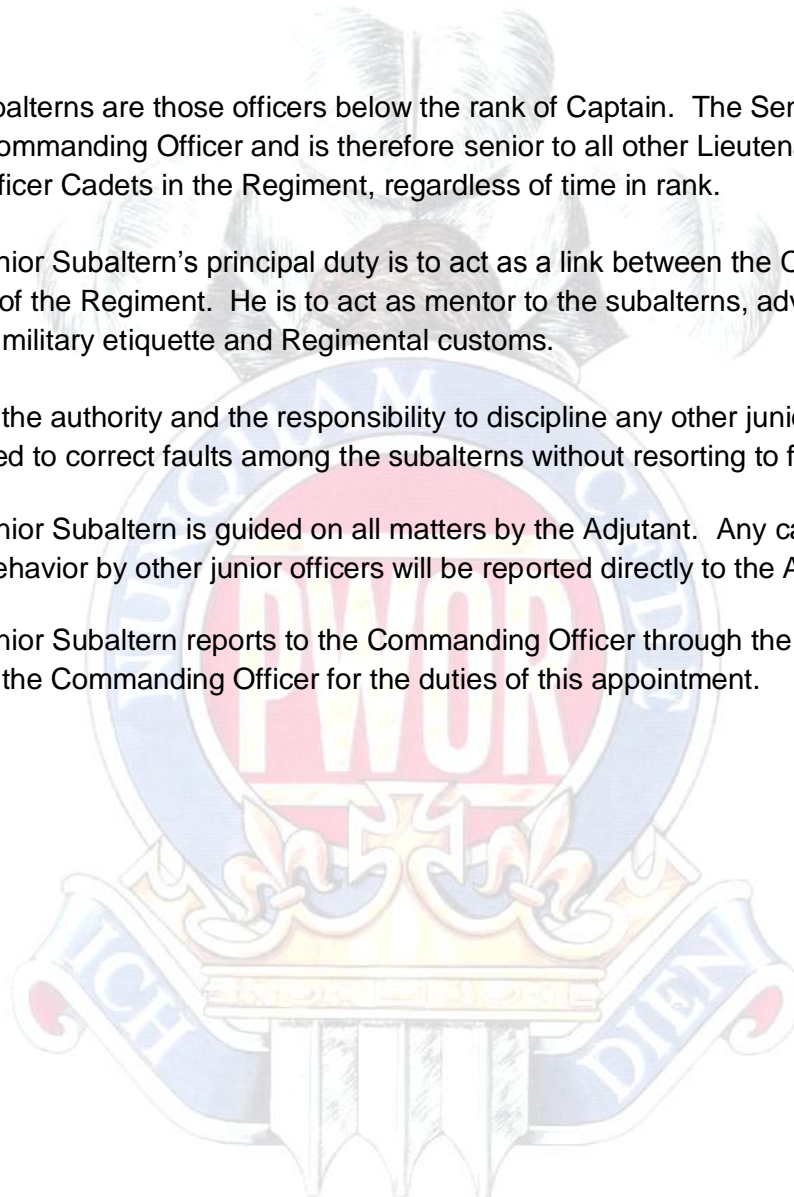 balterns are those officers below the rank of Captain. The Ser
ommanding Officer and is therefore senior to all other Lieutena
ficer Cadets in the Regiment, regardless of time in rank.
nior Subaltern's principal duty is to act as a link between the C
of the Regiment. He is to act as mentor to the subalterns, adv
military etiquette and Regimental customs.
the authority and the responsibility to discipline any other junio
ed to correct faults among the subalterns without resorting to f
nior Subaltern is guided on all matters by the Adjutant. Any ca
ehavior by other junior officers will be reported directly to the A
nior Subaltern reports to the Commanding Officer through the
the Commanding Officer for the duties of this appointment.
NUNQUAM CEDE
PWOR
ICH DIEN